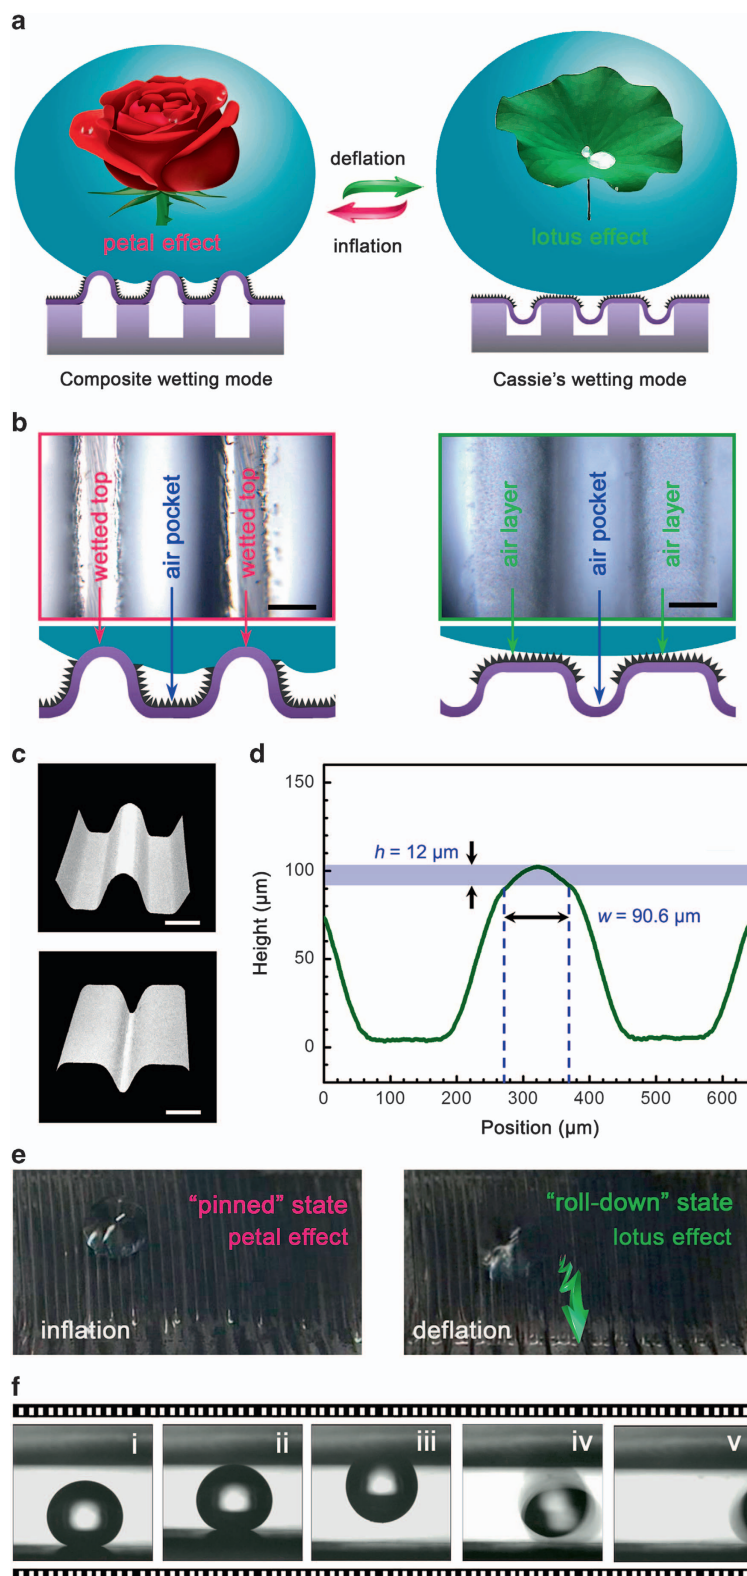 a
deflation
inflation
petal effect
lotus effect
Composite wetting mode
Cassie's wetting mode
b
wetted top
air pocket
wetted top
air layer
air pocket
air layer
c
d
150
100
50
0
Height (µm)
h = 12 µm
w = 90.6 µm
0
100
200
300
400
500
600
Position (µm)
e
"pinned" state
petal effect
inflation
"roll-down" state
lotus effect
deflation
f
i
ii
iii
iv
v